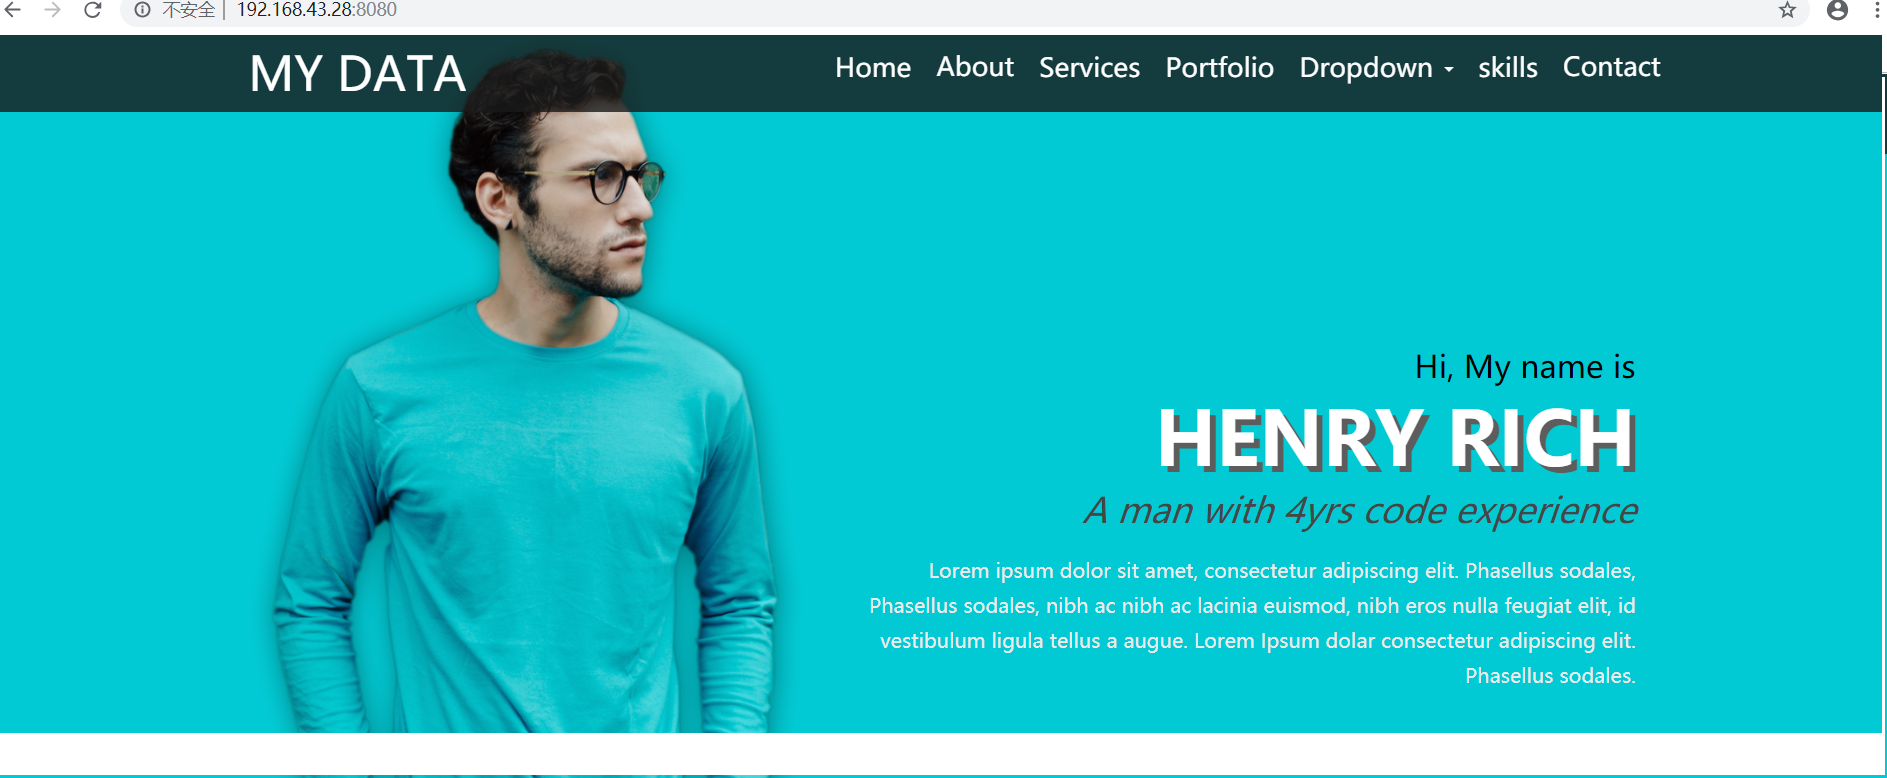 不安全 | 192.168.43.28:8080
MY DATA
Home About Services Portfolio Dropdown skills Contact
Hi, My name is
HENRY RICH
A man with 4yrs code experience
Lorem ipsum dolor sit amet, consectetur adipiscing elit. Phasellus sodales,
Phasellus sodales, nibh ac nibh ac lacinia euismod, nibh eros nulla feugiat elit, id
vestibulum ligula tellus a augue. Lorem Ipsum dolar consectetur adipiscing elit.
Phasellus sodales.